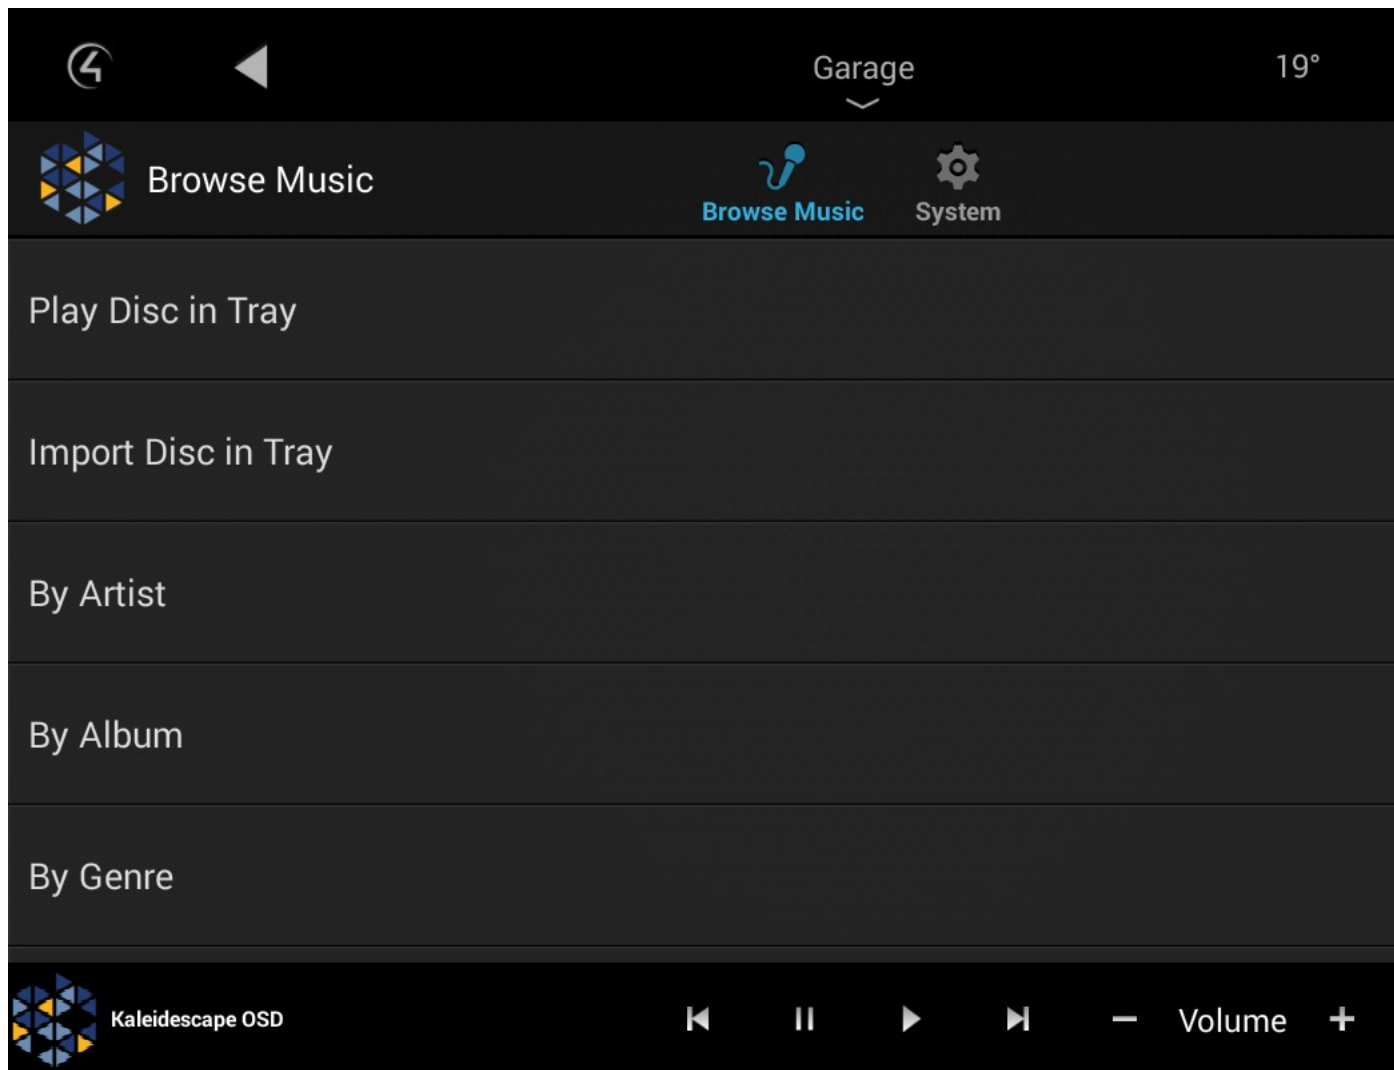 Garage
19°
Browse Music
Browse Music
System
Play Disc in Tray
Import Disc in Tray
By Artist
By Album
By Genre
Kaleidescape OSD
Volume